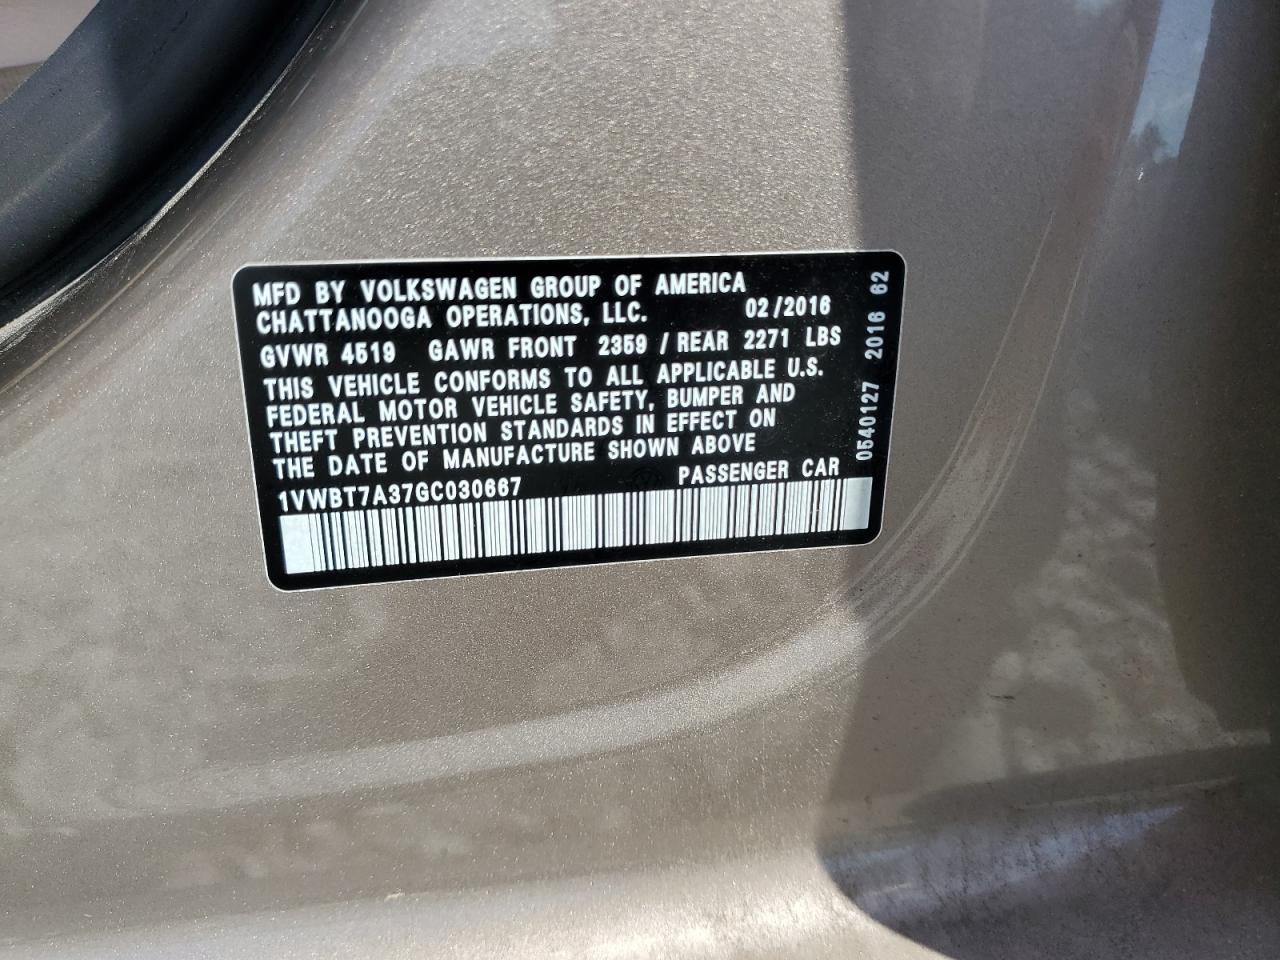 MFD BY VOLKSWAGEN GROUP OF AMERICA
CHATTANOOGA OPERATIONS, LLC. 02/2016
GVWR 4519 GAWR FRONT 2359 / REAR 2271 LBS
THIS VEHICLE CONFORMS TO ALL APPLICABLE U.S.
FEDERAL MOTOR VEHICLE SAFETY, BUMPER AND
THEFT PREVENTION STANDARDS IN EFFECT ON
THE DATE OF MANUFACTURE SHOWN ABOVE
PASSENGER CAR
1VWBT7A37GC030667
0540127 2016 62